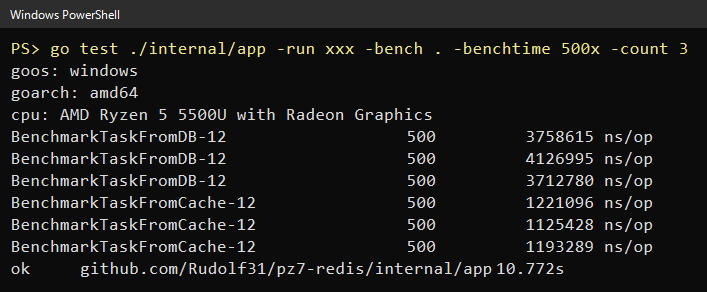 Windows PowerShell
PS> go test ./internal/app -run xxx -bench . -benchtime 500x -count 3
goos: windows
goarch: amd64
cpu: AMD Ryzen 5 5500U with Radeon Graphics
BenchmarkTaskFromDB-12 500 3758615 ns/op
BenchmarkTaskFromDB-12 500 4126995 ns/op
BenchmarkTaskFromDB-12 500 3712780 ns/op
BenchmarkTaskFromCache-12 500 1221096 ns/op
BenchmarkTaskFromCache-12 500 1125428 ns/op
BenchmarkTaskFromCache-12 500 1193289 ns/op
ok github.com/Rudolf31/pz7-redis/internal/app 10.772s